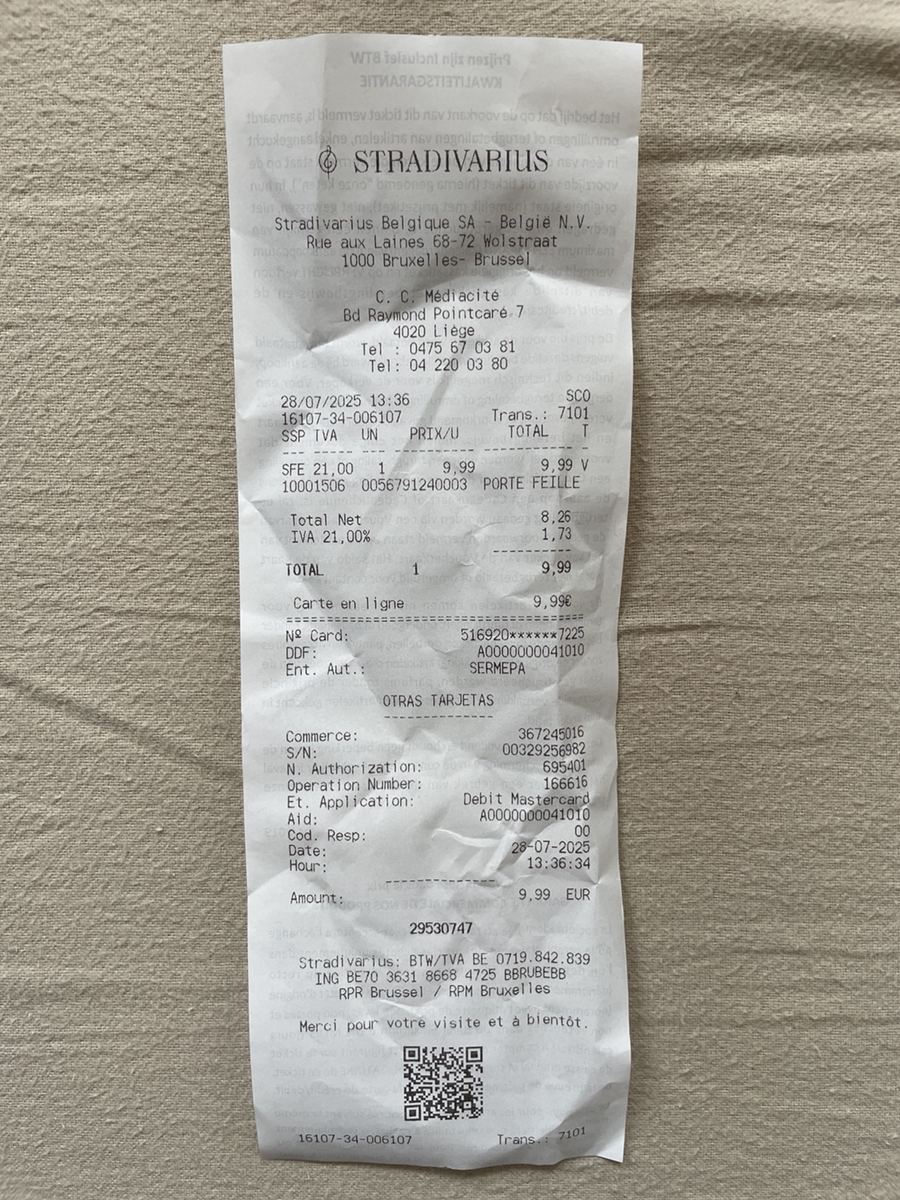 STRADIVARIUS
Stradivarius Belgique SA - België N.V.
Rue aux Laines 68-72 Wolstraat
1000 Bruxelles- Brussel
C. C. Médiacité
Bd Raymond Pointcaré 7
4020 Liège
Tel : 0475 67 03 81
Tel: 04 220 03 80
28/07/2025 13:36 SCO
16107-34-006107 Trans.: 7101
SSP TVA UN PRIX/U TOTAL T
--- ----- --- -------- --------- -
SFE 21,00 1 9,99 9,99 V
10001506 0056791240003 PORTE FEILLE
Total Net 8,26
IVA 21,00% 1,73
----------
TOTAL 1 9,99
Carte en ligne 9,99€
======================================
Nº Card: 516920******7225
DDF: A0000000041010
Ent. Aut.: SERMEPA
OTRAS TARJETAS
--------------
Commerce: 367245016
S/N: 00329256982
N. Authorization: 695401
Operation Number: 166616
Et. Application: Debit Mastercard
Aid: A0000000041010
Cod. Resp: 00
Date: 28-07-2025
Hour: 13:36:34
--------------
Amount: 9,99 EUR
29530747
Stradivarius: BTW/TVA BE 0719.842.839
ING BE70 3631 8668 4725 BBRUBEBB
RPR Brussel / RPM Bruxelles
Merci pour votre visite et à bientôt.
16107-34-006107 Trans.: 7101